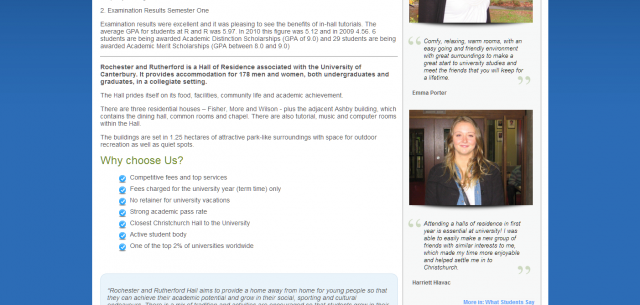 2. Examination Results Semester One
Examination results were excellent and it was pleasing to see the benefits of in-hall tutorials. The
average GPA for students at R and R was 5.97. In 2010 this figure was 5.12 and in 2009 4.56. 6
students are being awarded Academic Distinction Scholarships (GPA of 9.0) and 29 students are being
awarded Academic Merit Scholarships (GPA between 8.0 and 9.0)
Rochester and Rutherford is a Hall of Residence associated with the University of
Canterbury. It provides accommodation for 178 men and women, both undergraduates and
graduates, in a collegiate setting.
The Hall prides itself on its food, facilities, community life and academic achievement.
There are three residential houses – Fisher, More and Wilson - plus the adjacent Ashby building, which
contains the dining hall, common rooms and chapel. There are also tutorial, music and computer rooms
within the Hall.
The buildings are set in 1.25 hectares of attractive park-like surroundings with space for outdoor
recreation as well as quiet spots.
Why choose Us?
Competitive fees and top services
Fees charged for the university year (term time) only
No retainer for university vacations
Strong academic pass rate
Closest Christchurch Hall to the University
Active student body
One of the top 2% of universities worldwide
"Rochester and Rutherford Hall aims to provide a home away from home for young people so that
they can achieve their academic potential and grow in their social, sporting and cultural
Comfy, relaxing, warm rooms, with an
easy going and friendly environment
with great surroundings to make a
great start to university studies and
meet the friends that you will keep for
a lifetime.
Emma Porter
Attending a halls of residence in first
year is essential at university! I was
able to easily make a new group of
friends with similar interests to me,
which made my time more enjoyable
and helped settle me in to
Christchurch.
Harriett Hlavac
More in: What Students Say